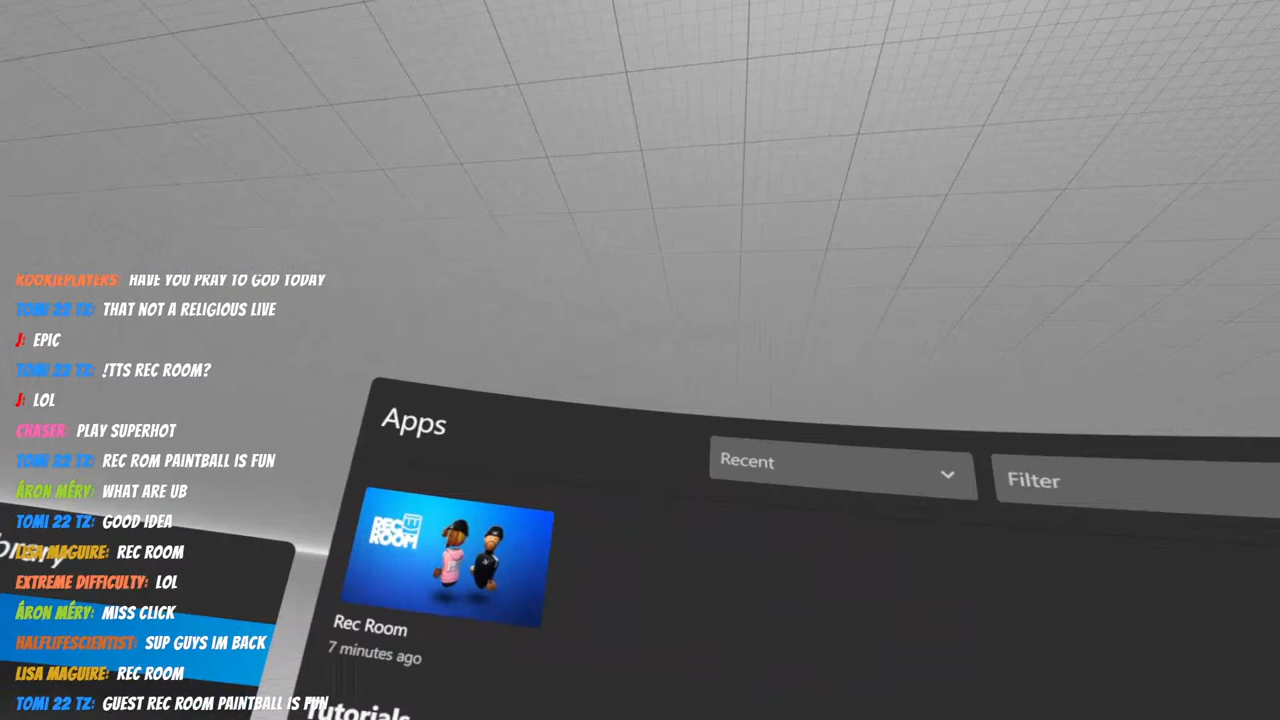 ROOKIEPLAYERS: HAVE YOU PRAY TO GOD TODAY
TOMI 22 TZ: THAT NOT A RELIGIOUS LIVE
J: EPIC
TOMI 22 TZ: !TTS REC ROOM?
J: LOL
CHASER: PLAY SUPERHOT
TOMI 22 TZ: REC ROM PAINTBALL IS FUN
ÁRON MÉRY: WHAT ARE UB
TOMI 22 TZ: GOOD IDEA
LISA MAGUIRE: REC ROOM
EXTREME DIFFICULTY: LOL
ÁRON MÉRY: MISS CLICK
HALFLIFESCIENTIST: SUP GUYS IM BACK
LISA MAGUIRE: REC ROOM
TOMI 22 TZ: GUEST REC ROOM PAINTBALL IS FUN
brary
Apps
Recent
Filter
REC
ROOM
Rec Room
7 minutes ago
Tutorials